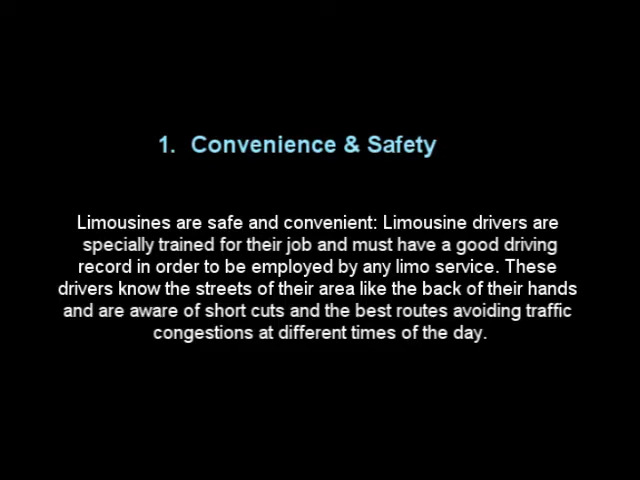 1. Convenience & Safety
Limousines are safe and convenient: Limousine drivers are
specially trained for their job and must have a good driving
record in order to be employed by any limo service. These
drivers know the streets of their area like the back of their hands
and are aware of short cuts and the best routes avoiding traffic
congestions at different times of the day.